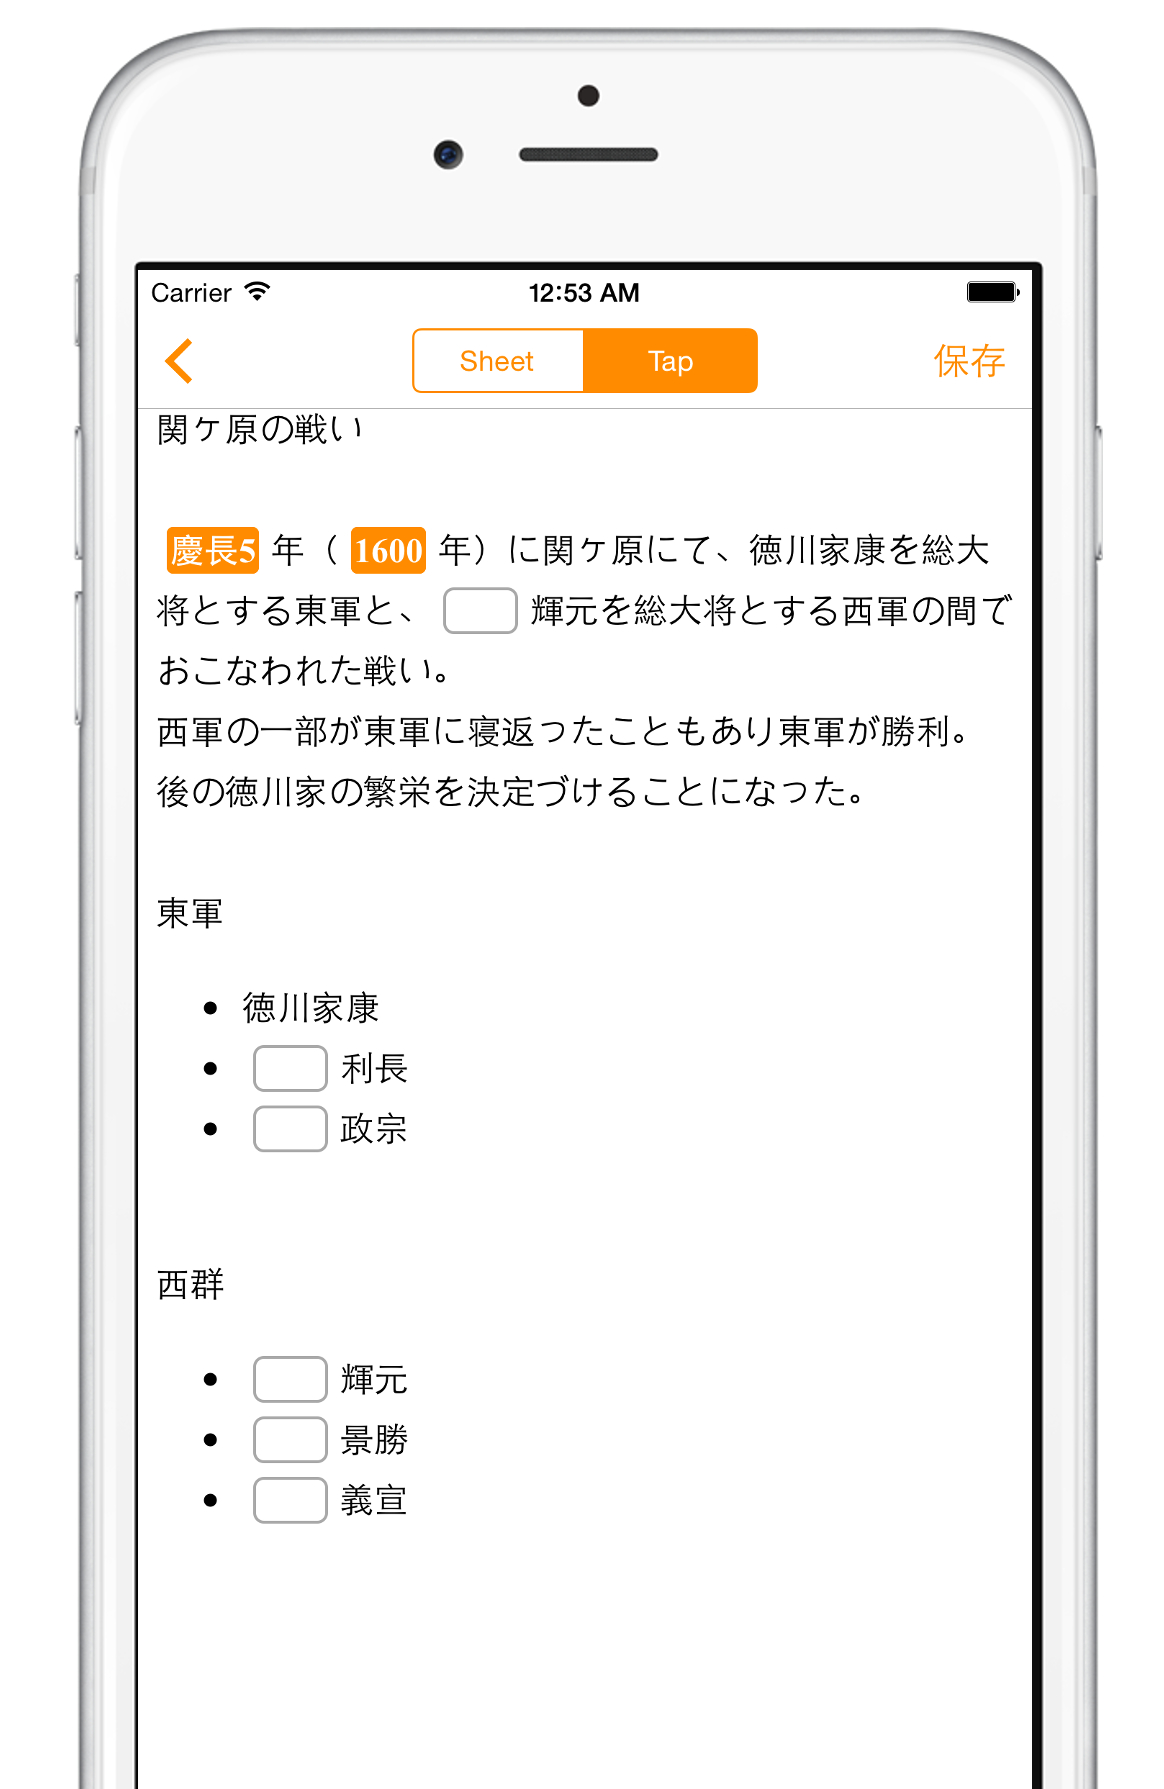 Carrier 12:53 AM
Sheet Tap 保存
関ケ原の戦い
慶長5 年（ 1600 年）に関ケ原にて、徳川家康を総大
将とする東軍と、 輝元を総大将とする西軍の間で
おこなわれた戦い。
西軍の一部が東軍に寝返ったこともあり東軍が勝利。
後の徳川家の繁栄を決定づけることになった。
東軍
• 徳川家康
• 利長
• 政宗
西群
• 輝元
• 景勝
• 義宣